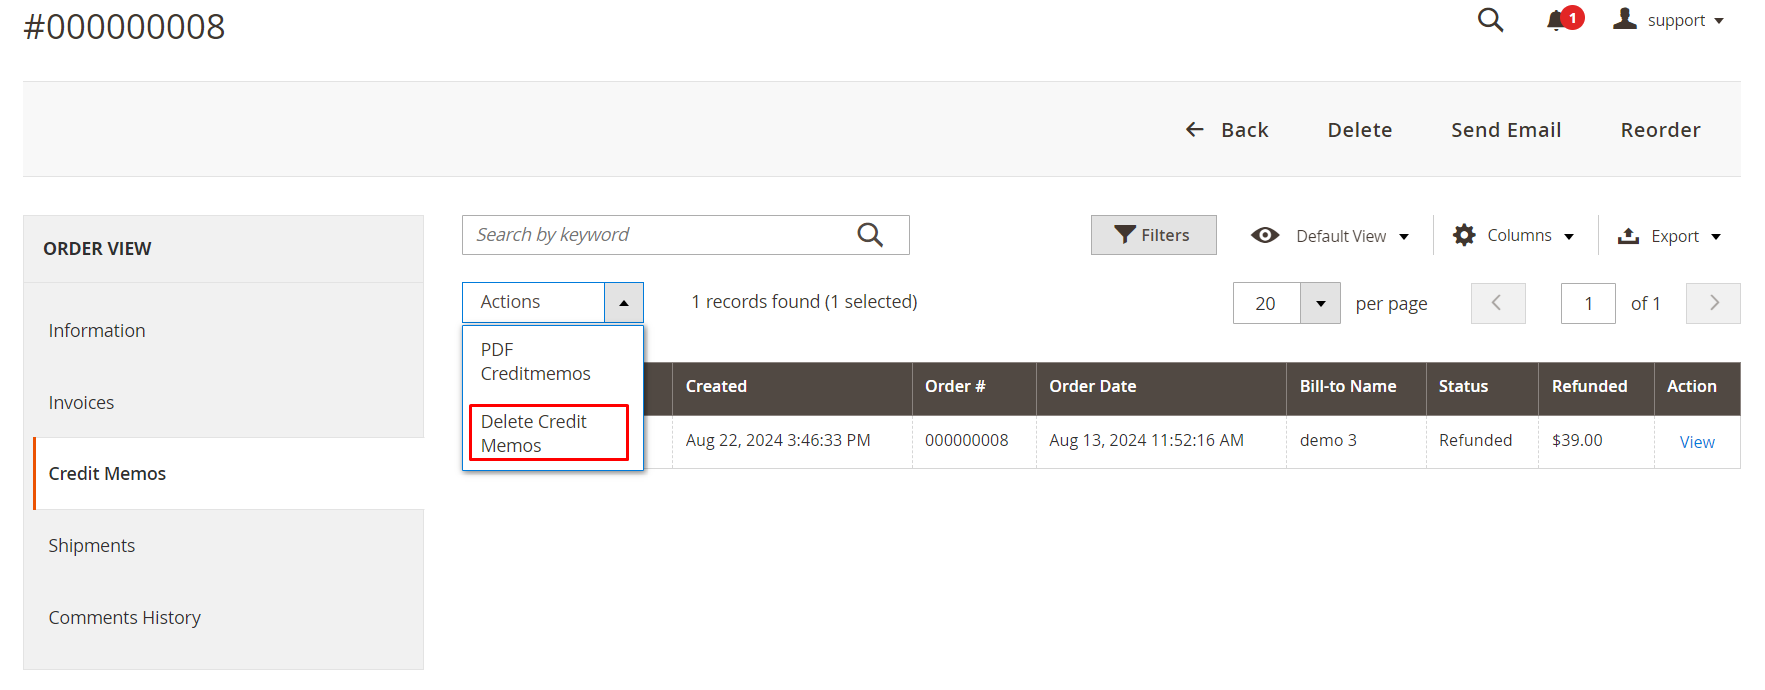 #000000008
1
support
Back
Delete
Send Email
Reorder
ORDER VIEW
Information
Invoices
Credit Memos
Shipments
Comments History
Search by keyword
Filters
Default View
Columns
Export
Actions
1 records found (1 selected)
20
per page
1
of 1
PDF
Creditmemos
Delete Credit
Memos
Created
Order #
Order Date
Bill-to Name
Status
Refunded
Action
Aug 22, 2024 3:46:33 PM
000000008
Aug 13, 2024 11:52:16 AM
demo 3
Refunded
$39.00
View